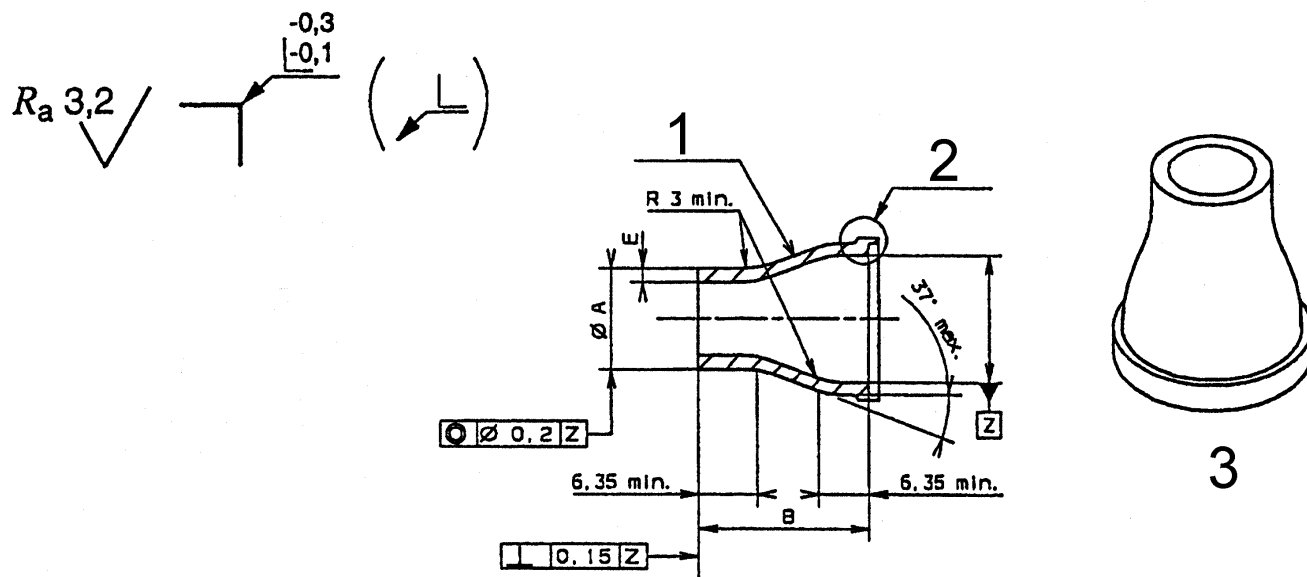 -0,3
-0,1
Ra 3,2
1
2
R 3 min.
E
Ø A
37° max.
Ø 0,2 Z
Z
6,35 min.
6,35 min.
B
0,15 Z
3